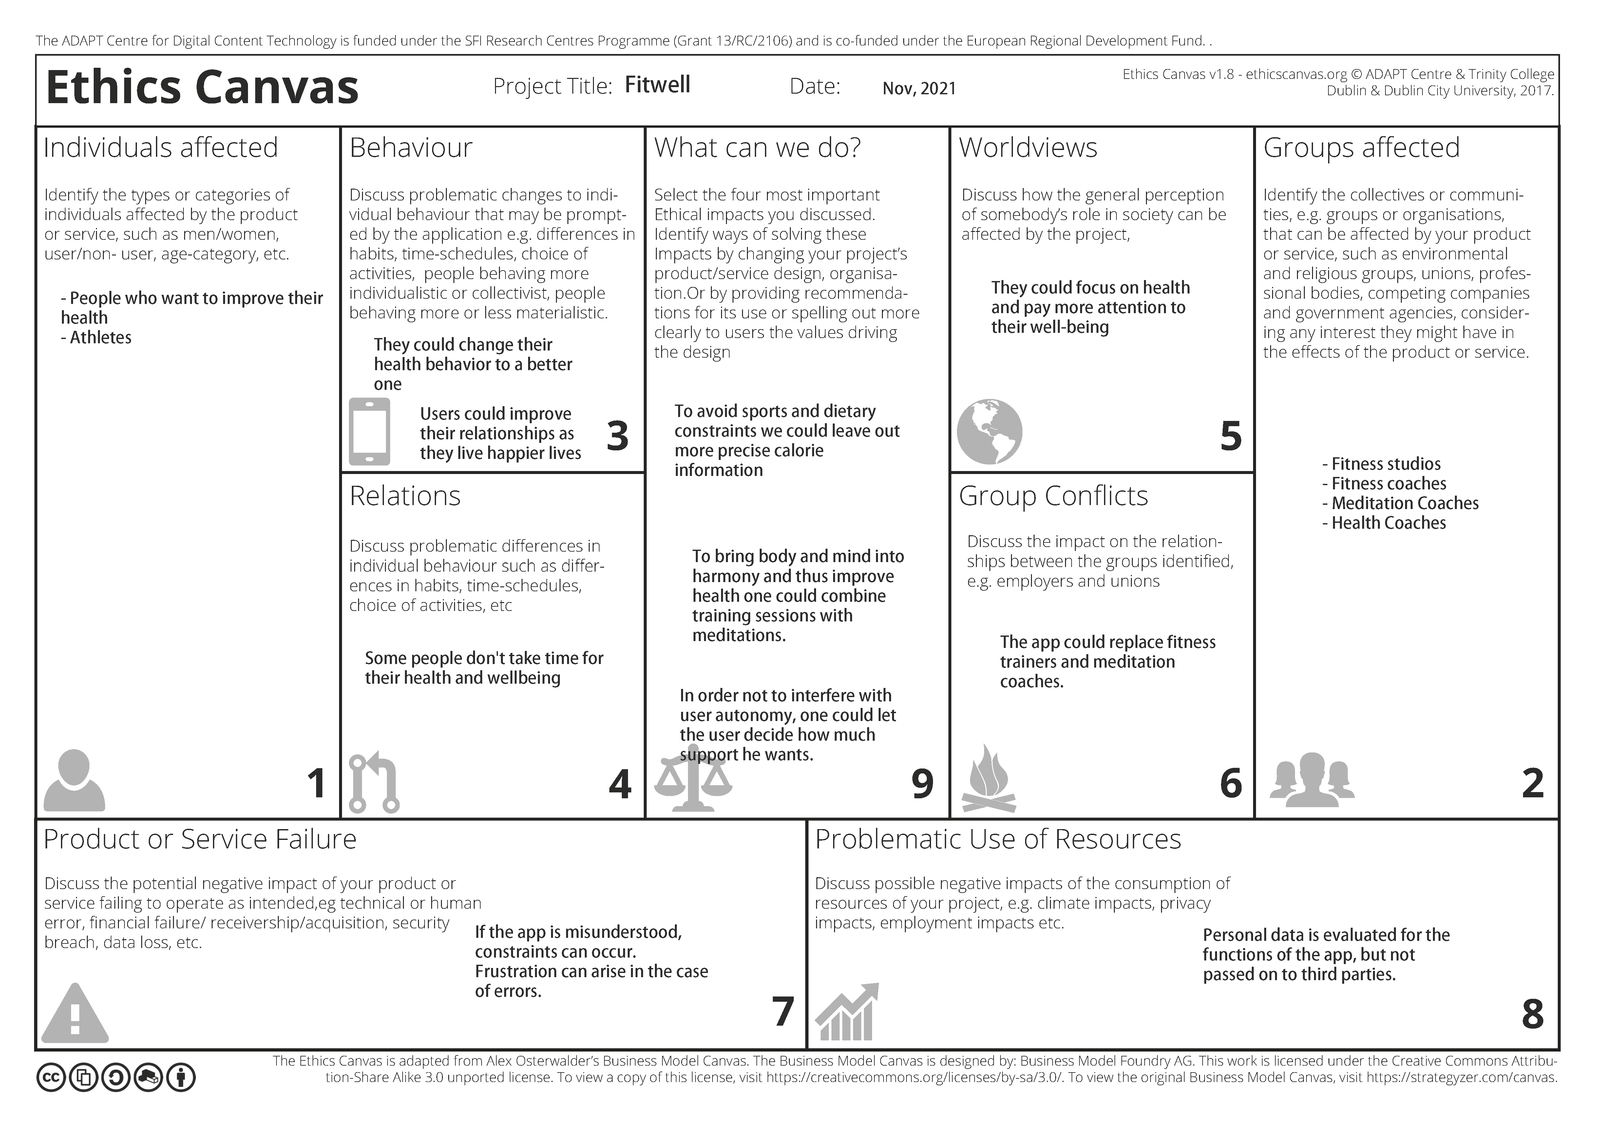 The ADAPT Centre for Digital Content Technology is funded under the SFI Research Centres Programme (Grant 13/RC/2106) and is co-funded under the European Regional Development Fund. .
Ethics Canvas
Project Title: Fitwell
Date: Nov, 2021
Ethics Canvas v1.8 - ethicscanvas.org © ADAPT Centre & Trinity College
Dublin & Dublin City University, 2017.
Individuals affected
Identify the types or categories of
individuals affected by the product
or service, such as men/women,
user/non- user, age-category, etc.
- People who want to improve their
health
- Athletes
1
Behaviour
Discuss problematic changes to indi-
vidual behaviour that may be prompt-
ed by the application e.g. differences in
habits, time-schedules, choice of
activities, people behaving more
individualistic or collectivist, people
behaving more or less materialistic.
They could change their
health behavior to a better
one
Users could improve
their relationships as
they live happier lives
3
Relations
Discuss problematic differences in
individual behaviour such as differ-
ences in habits, time-schedules,
choice of activities, etc
Some people don't take time for
their health and wellbeing
4
What can we do?
Select the four most important
Ethical impacts you discussed.
Identify ways of solving these
Impacts by changing your project’s
product/service design, organisa-
tion.Or by providing recommenda-
tions for its use or spelling out more
clearly to users the values driving
the design
To avoid sports and dietary
constraints we could leave out
more precise calorie
information
To bring body and mind into
harmony and thus improve
health one could combine
training sessions with
meditations.
In order not to interfere with
user autonomy, one could let
the user decide how much
support he wants.
9
Worldviews
Discuss how the general perception
of somebody’s role in society can be
affected by the project,
They could focus on health
and pay more attention to
their well-being
5
Group Conflicts
Discuss the impact on the relation-
ships between the groups identified,
e.g. employers and unions
The app could replace fitness
trainers and meditation
coaches.
6
Groups affected
Identify the collectives or communi-
ties, e.g. groups or organisations,
that can be affected by your product
or service, such as environmental
and religious groups, unions, profes-
sional bodies, competing companies
and government agencies, consider-
ing any interest they might have in
the effects of the product or service.
- Fitness studios
- Fitness coaches
- Meditation Coaches
- Health Coaches
2
Product or Service Failure
Discuss the potential negative impact of your product or
service failing to operate as intended,eg technical or human
error, financial failure/ receivership/acquisition, security
breach, data loss, etc.
If the app is misunderstood,
constraints can occur.
Frustration can arise in the case
of errors.
7
Problematic Use of Resources
Discuss possible negative impacts of the consumption of
resources of your project, e.g. climate impacts, privacy
impacts, employment impacts etc.
Personal data is evaluated for the
functions of the app, but not
passed on to third parties.
8
cc
The Ethics Canvas is adapted from Alex Osterwalder’s Business Model Canvas. The Business Model Canvas is designed by: Business Model Foundry AG. This work is licensed under the Creative Commons Attribu-
tion-Share Alike 3.0 unported license. To view a copy of this license, visit https://creativecommons.org/licenses/by-sa/3.0/. To view the original Business Model Canvas, visit https://strategyzer.com/canvas.